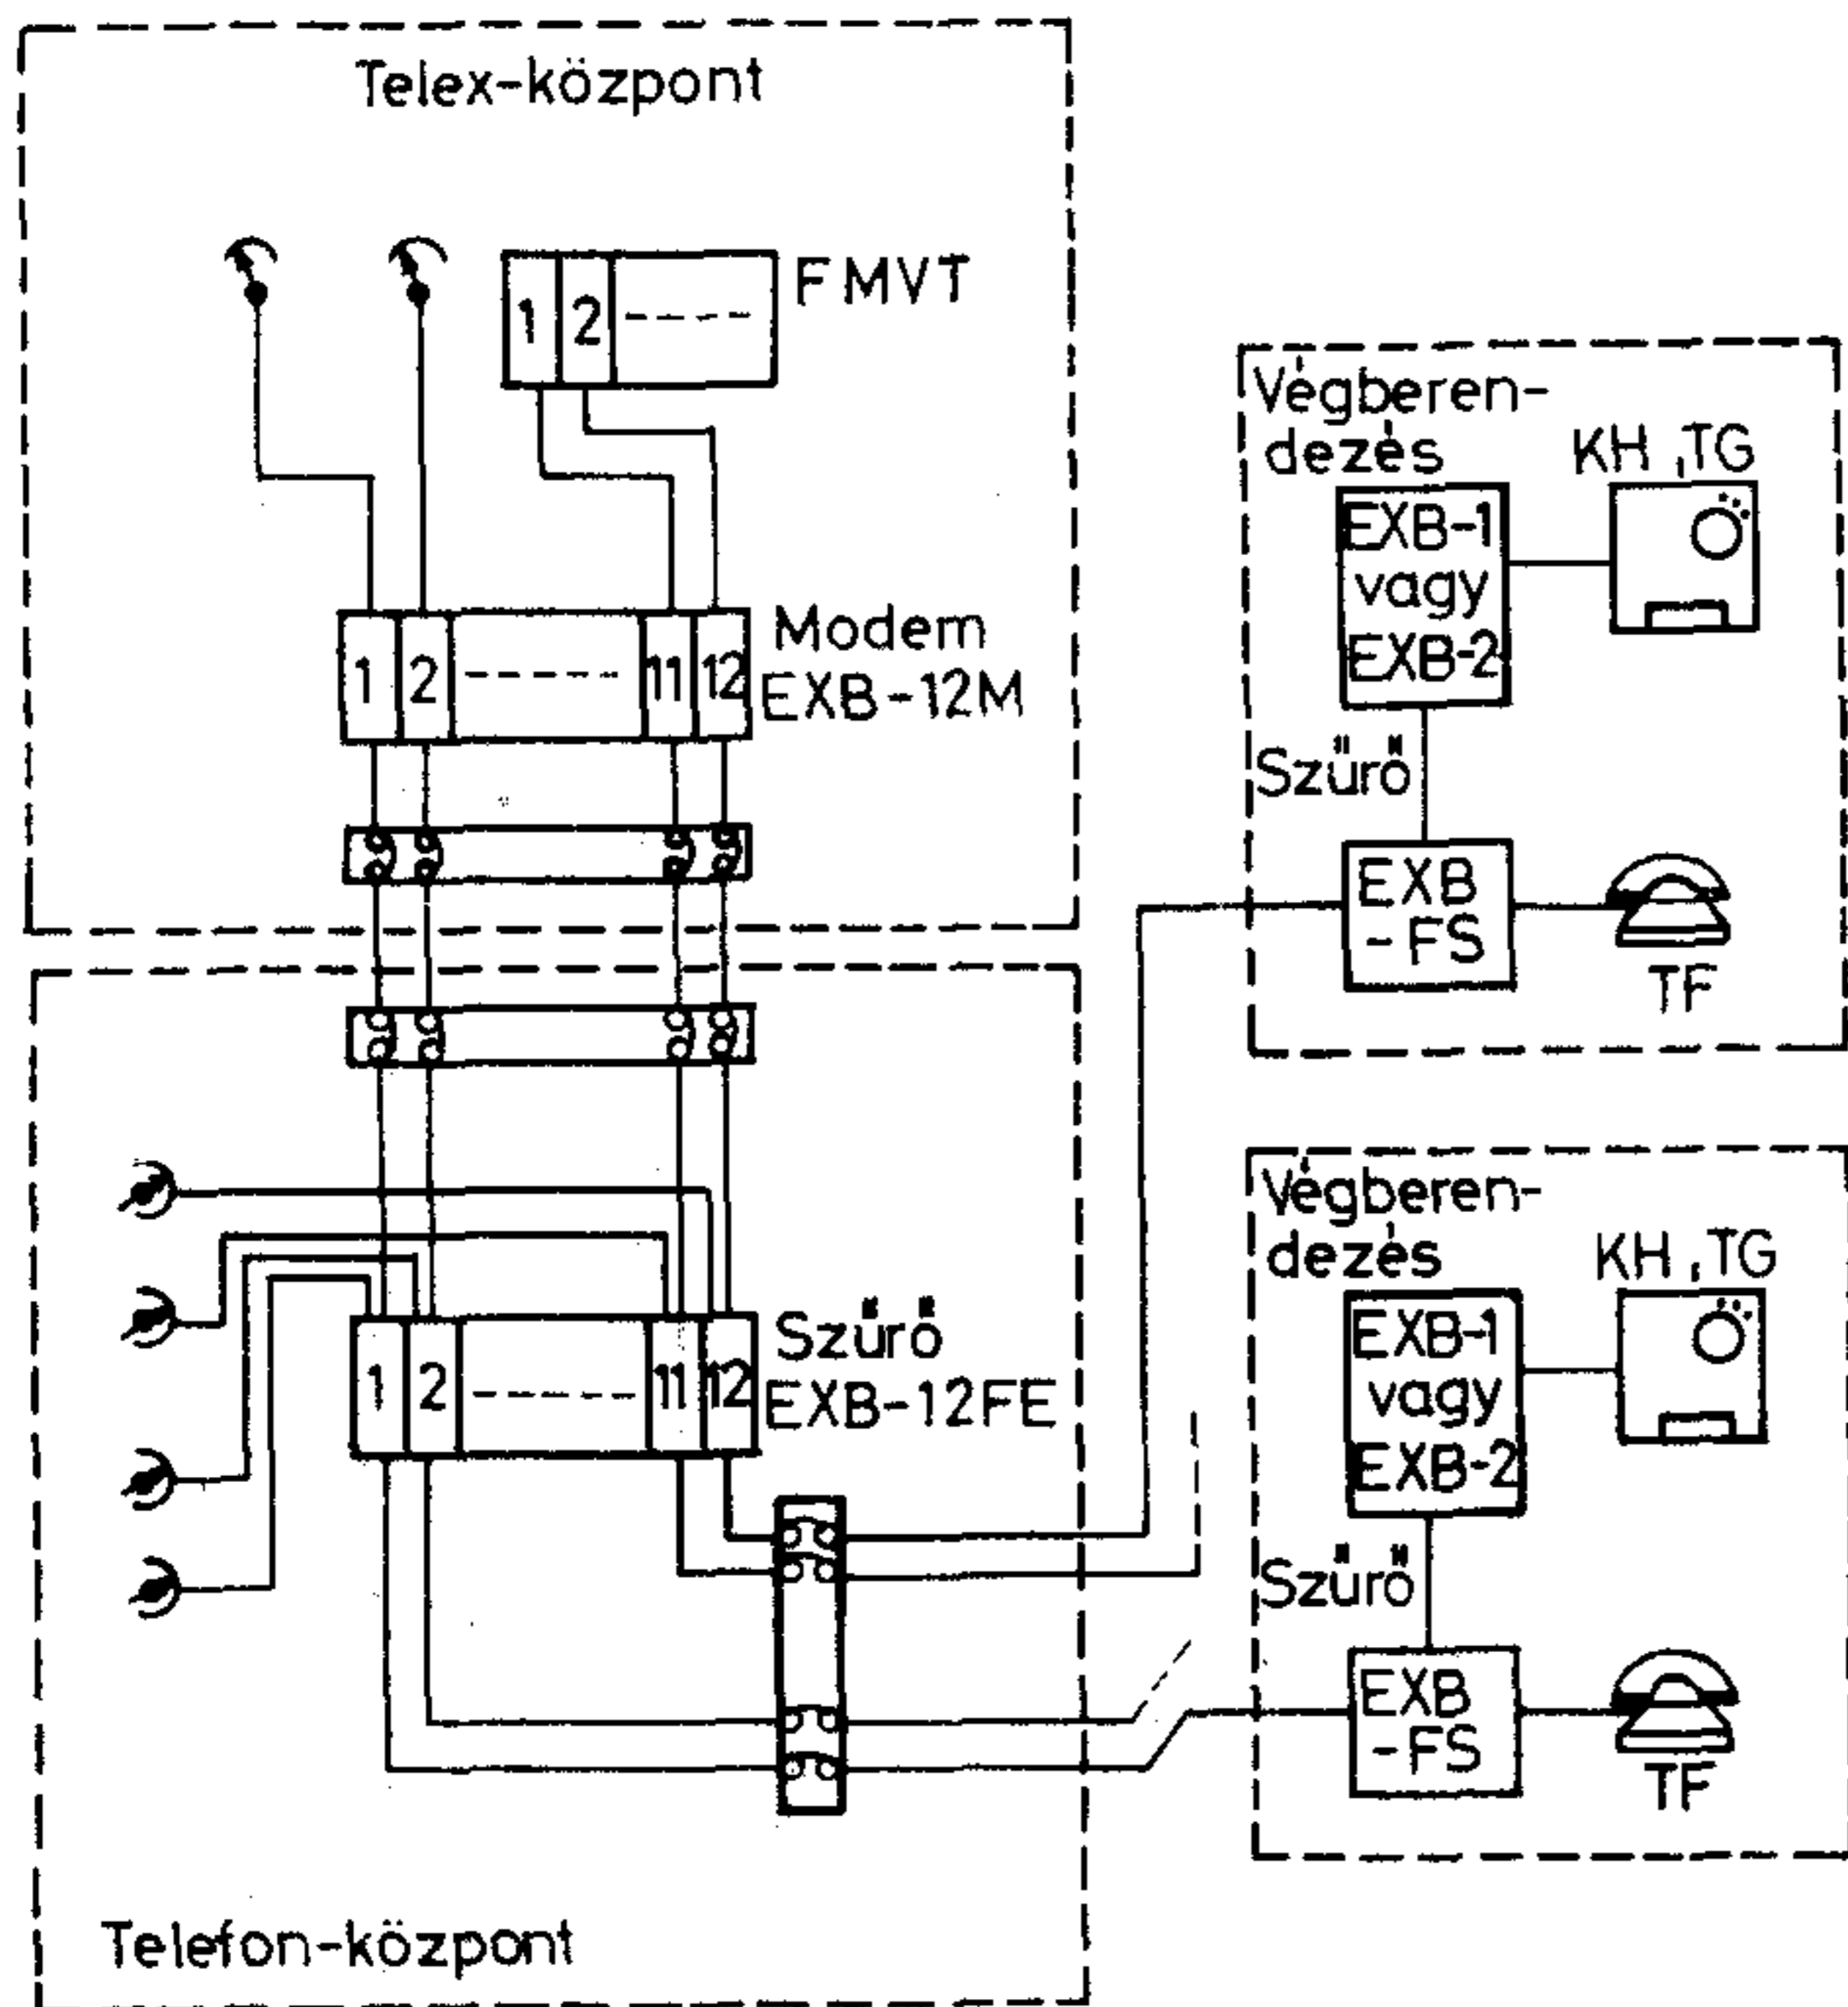 Telex-központ
FMVT
1 2
Modem
1 2 11 12
EXB-12M
Szűrő
1 2 11 12
EXB-12FE
Telefon-központ
Végberen-
dezés
KH,TG
EXB-1
vagy
EXB-2
Szűrő
EXB
-FS
TF
Végberen-
dezés
KH,TG
EXB-1
vagy
EXB-2
Szűrő
EXB
-FS
TF